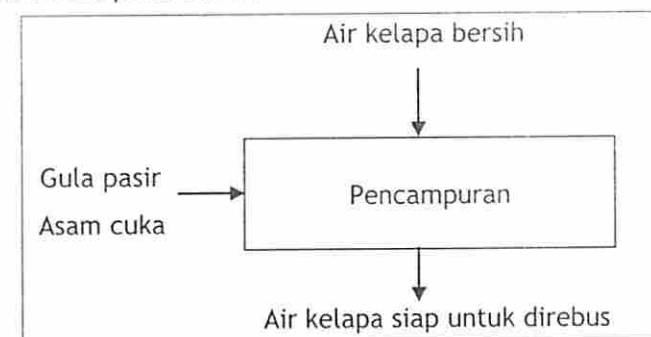 Air kelapa bersih
Gula pasir
Asam cuka
Pencampuran
Air kelapa siap untuk direbus